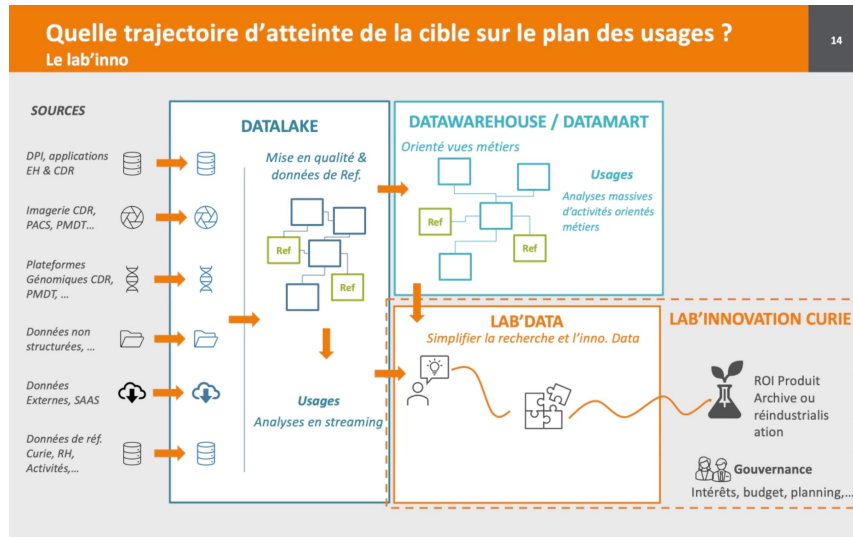 Quelle trajectoire d’atteinte de la cible sur le plan des usages ?
Le lab’inno
14
SOURCES
DPI, applications
EH & CDR
Imagerie CDR,
PACS, PMDT…
Plateformes
Génomiques CDR,
PMDT, …
Données non
structurées, …
Données
Externes, SAAS
Données de réf.
Curie, RH,
Activités,…
DATALAKE
Mise en qualité &
données de Ref.
Ref
Ref
Usages
Analyses en streaming
DATAWAREHOUSE / DATAMART
Orienté vues métiers
Usages
Analyses massives
d’activités orientés
métiers
Ref
Ref
LAB’DATA
Simplifier la recherche et l’inno. Data
LAB’INNOVATION CURIE
ROI Produit
Archive ou
réindustrialis
ation
Gouvernance
Intérêts, budget, planning,…